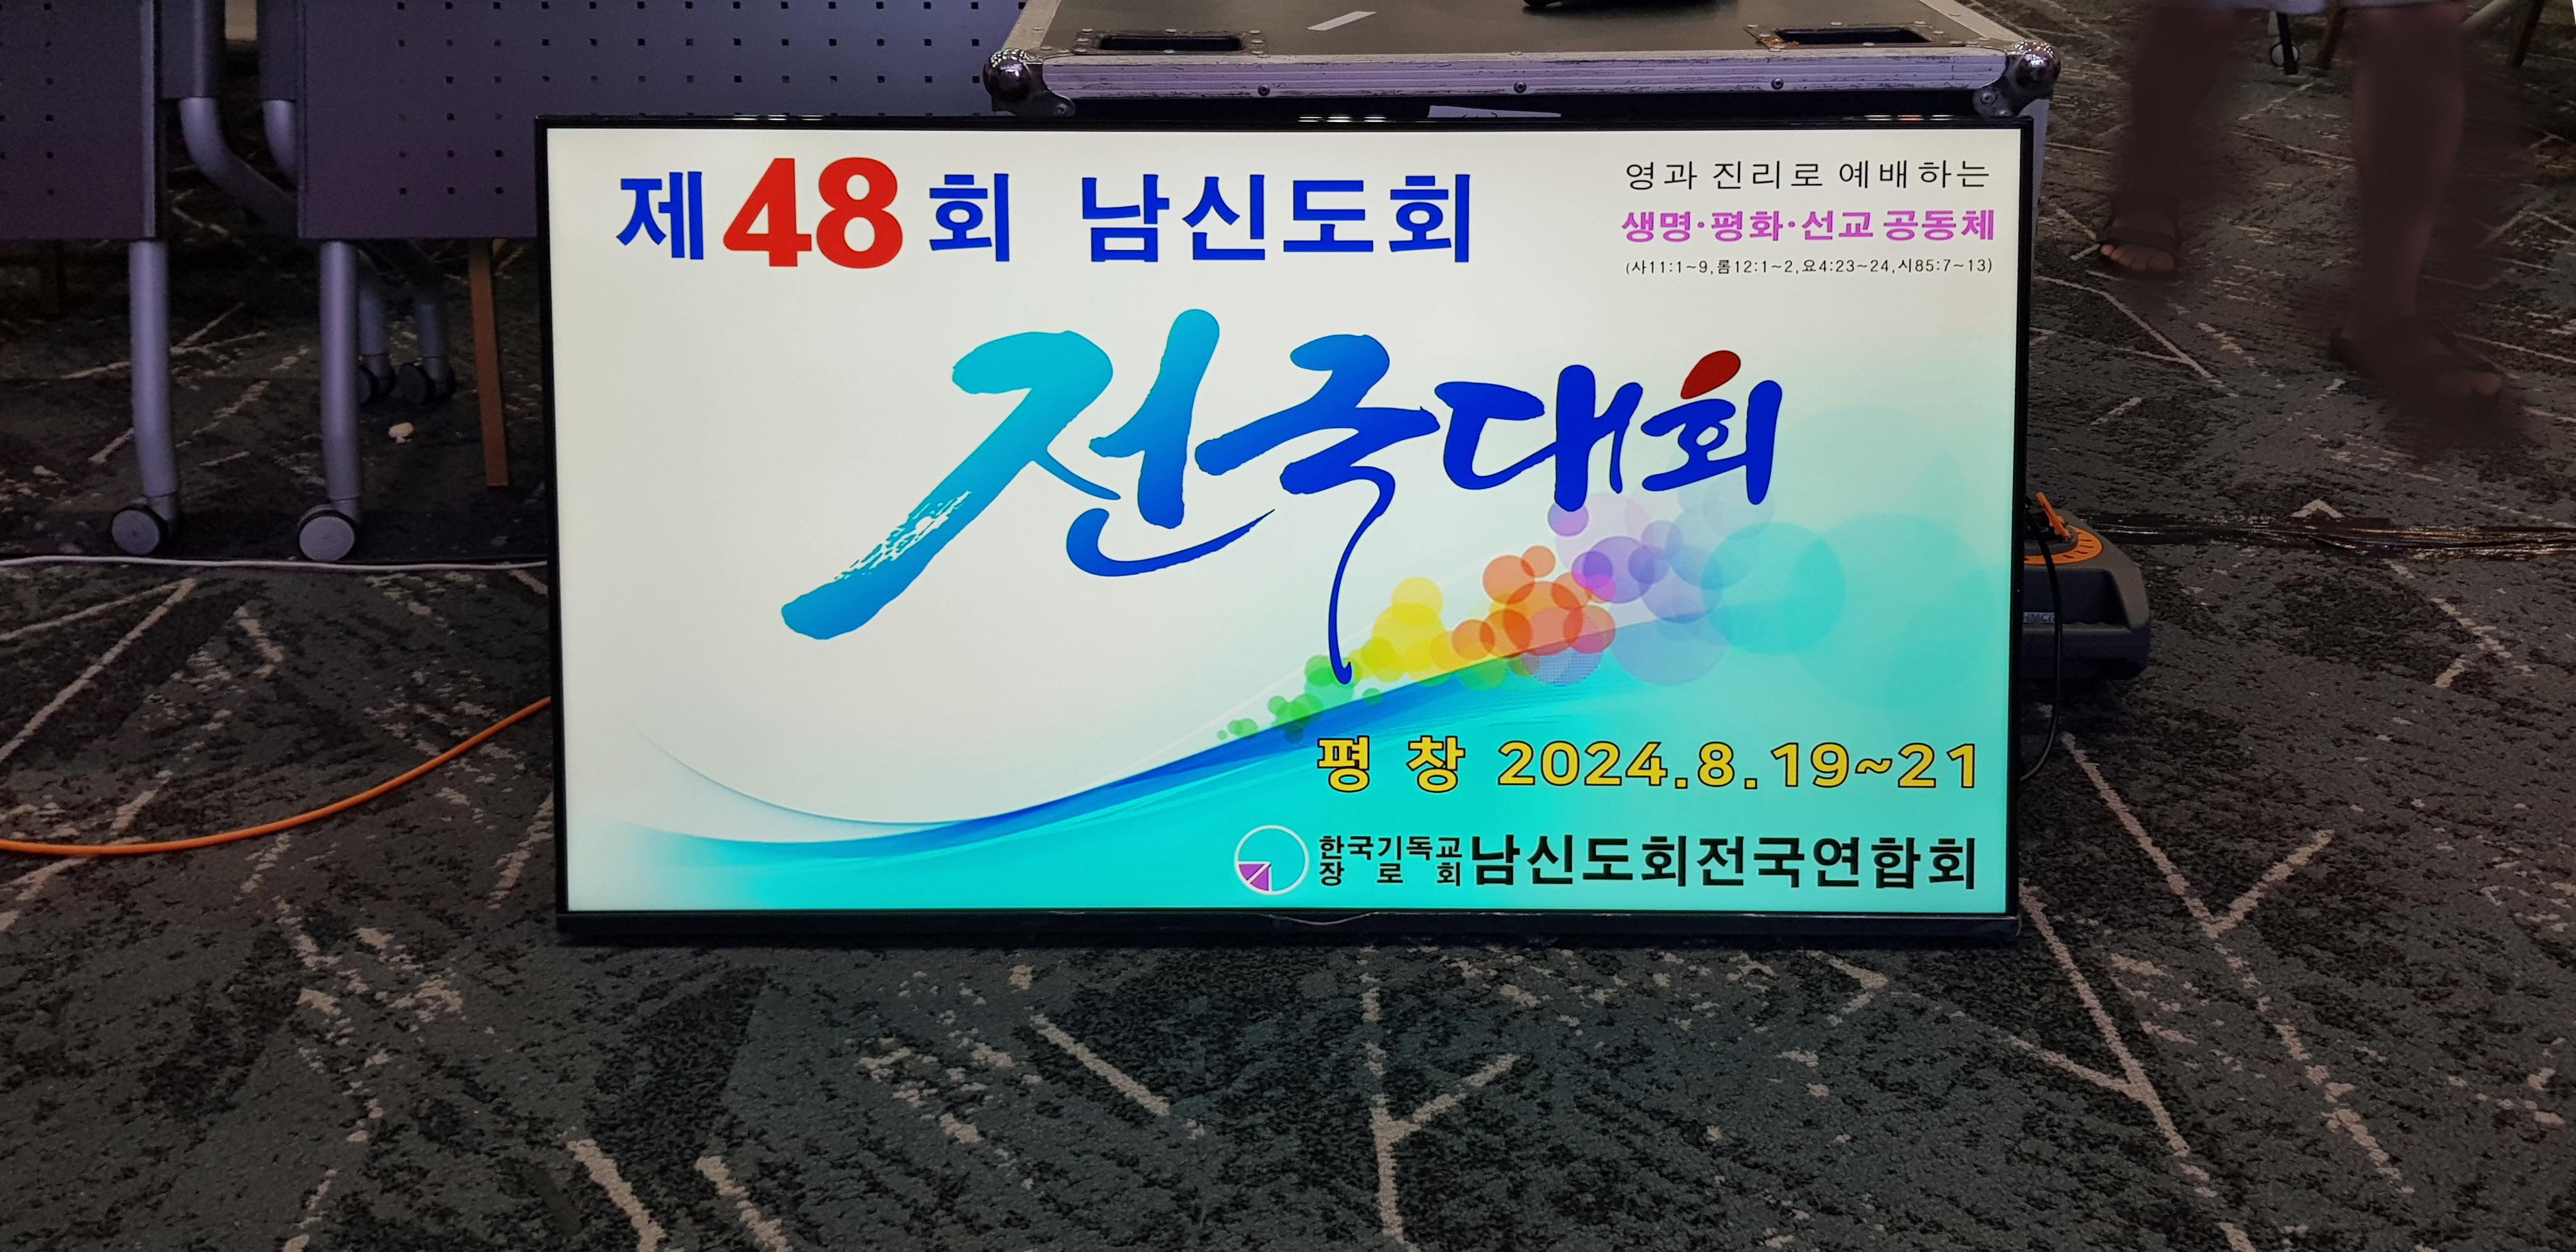 제48회 남신도회
영과 진리로 예배하는
생명·평화·선교 공동체
(사11:1~9,롬12:1~2,요4:23~24,시85:7~13)
전국대회
평 창 2024.8.19~21
한국기독교
장 로 회
남신도회전국연합회